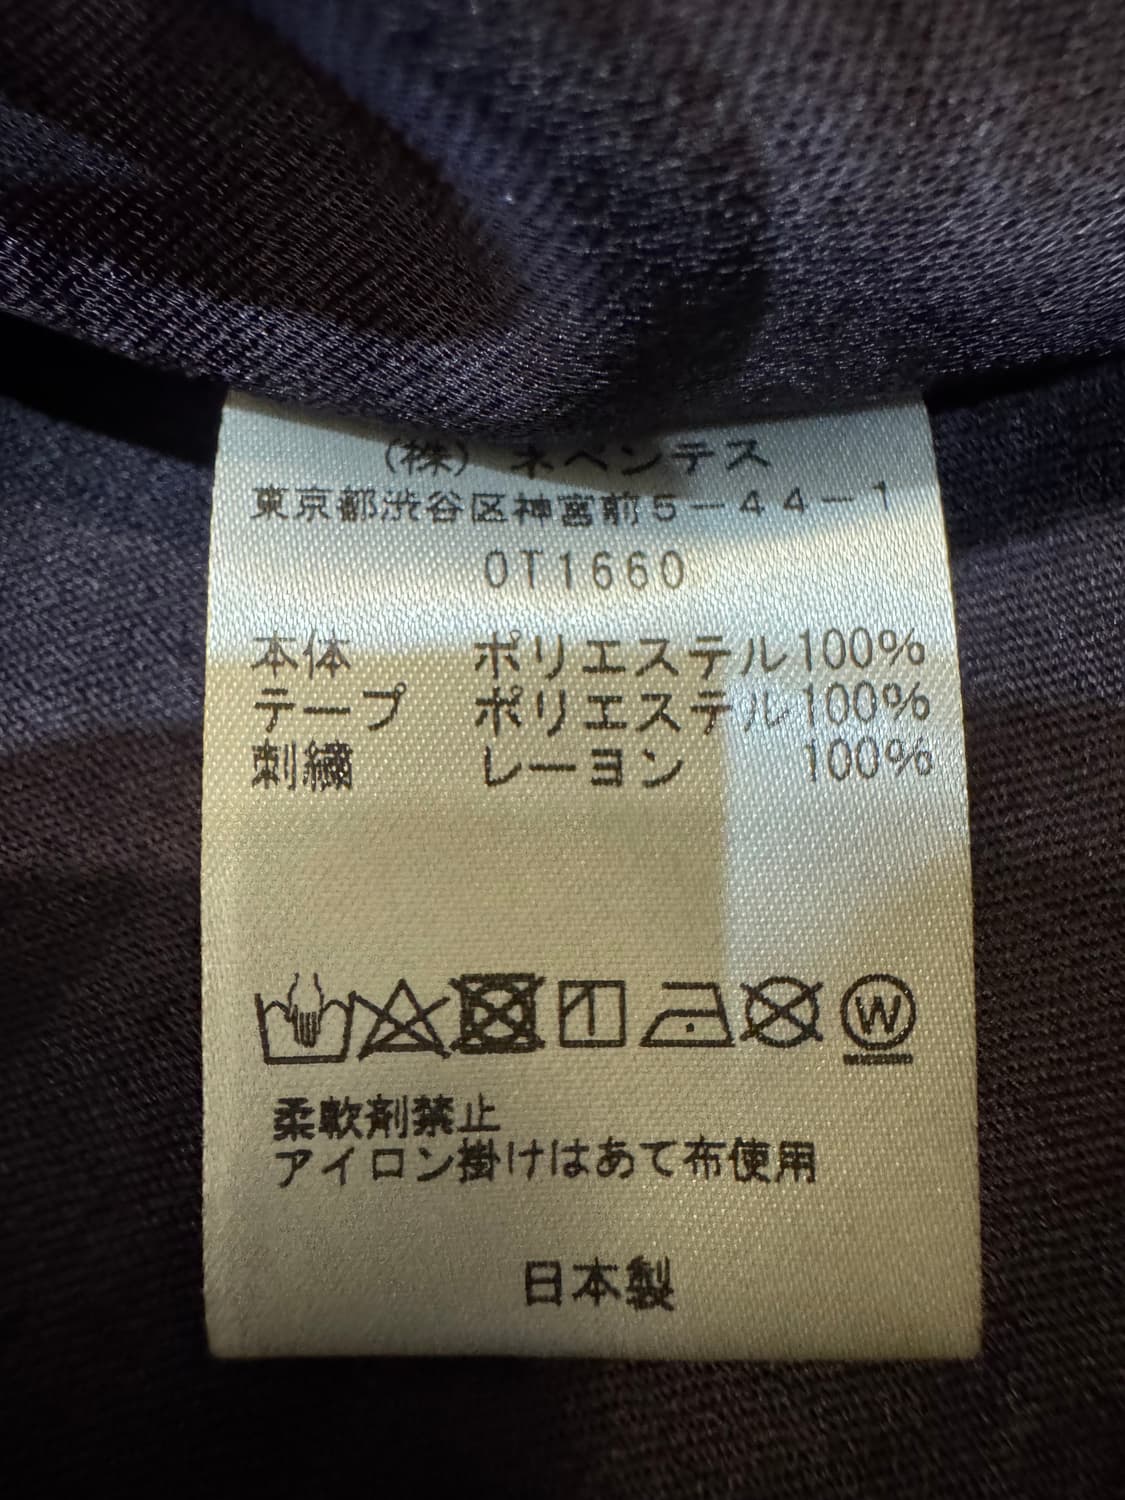 (株)ネペンテス
東京都渋谷区神宮前5-44-1
OT1660
本体 ポリエステル100%
テープ ポリエステル100%
刺繍 レーヨン 100%
W
柔軟剤禁止
アイロン掛けはあて布使用
日本製